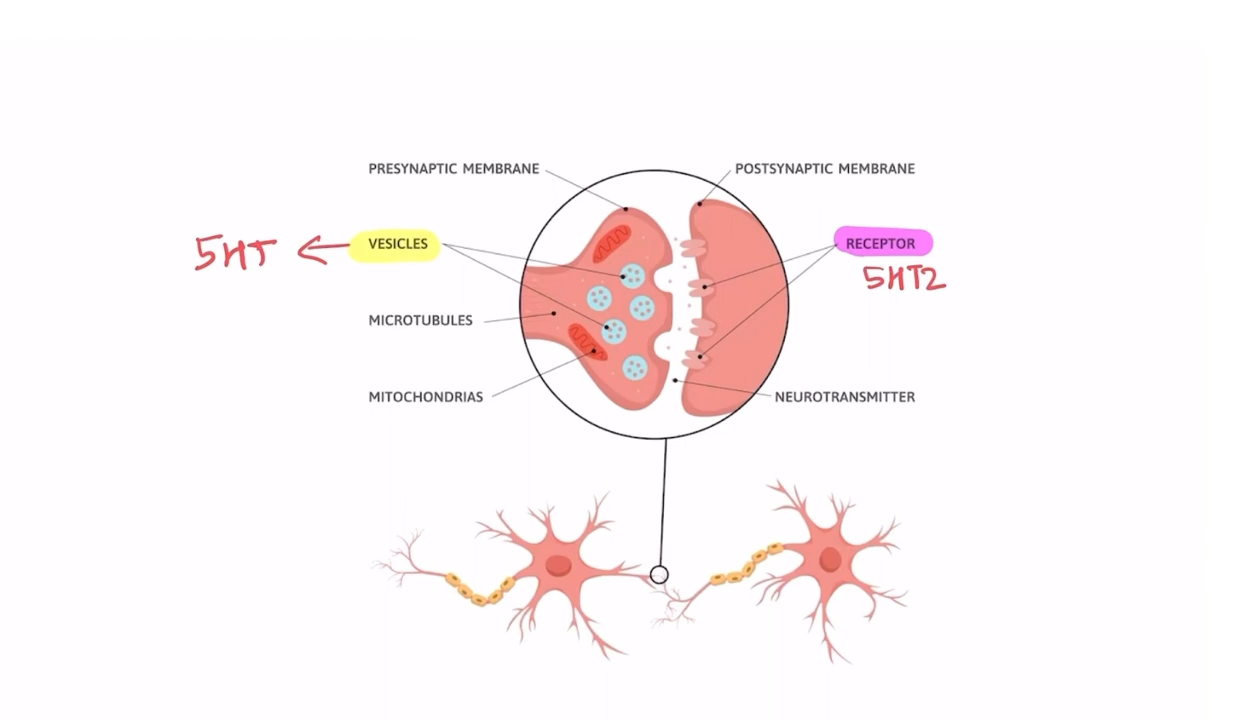 PRESYNAPTIC MEMBRANE
POSTSYNAPTIC MEMBRANE
5HT
VESICLES
RECEPTOR
5HT2
MICROTUBULES
MITOCHONDRIAS
NEUROTRANSMITTER